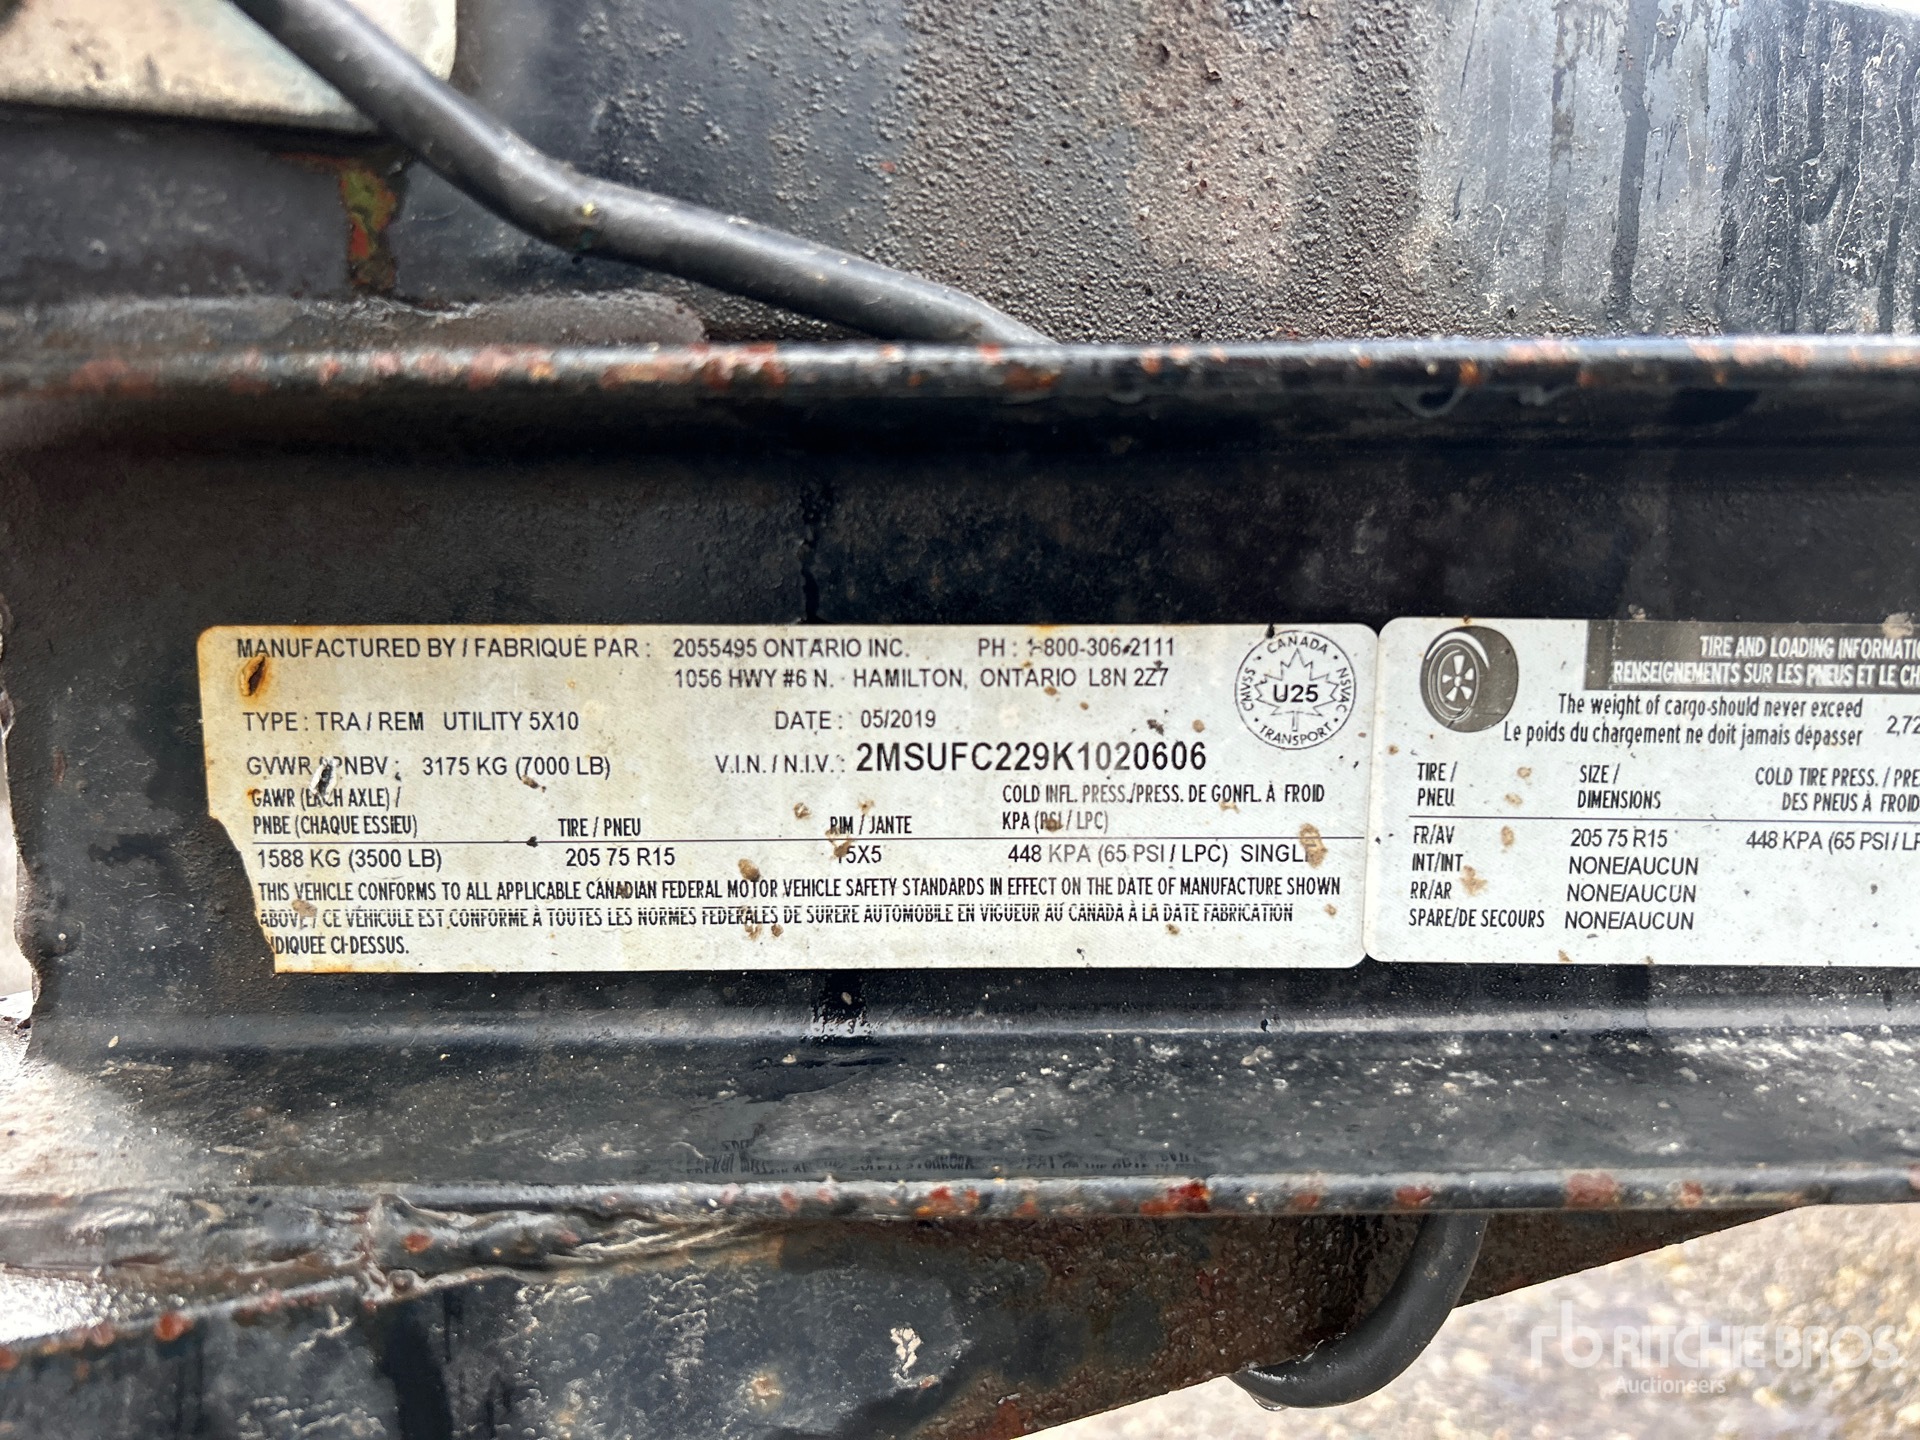 MANUFACTURED BY / FABRIQUÉ PAR : 2055495 ONTARIO INC. PH : 1-800-306-2111
1056 HWY #6 N. HAMILTON, ONTARIO L8N 2Z7
TYPE : TRA / REM UTILITY 5X10 DATE : 05/2019
GVWR / PNBV : 3175 KG (7000 LB) V.I.N. / N.I.V. : 2MSUFC229K1020606
GAWR (EACH AXLE) / COLD INFL. PRESS./PRESS. DE GONFL. À FROID
PNBE (CHAQUE ESSIEU) TIRE / PNEU RIM / JANTE KPA (PSI / LPC)
1588 KG (3500 LB) 205 75 R15 15X5 448 KPA (65 PSI / LPC) SINGLE
THIS VEHICLE CONFORMS TO ALL APPLICABLE CANADIAN FEDERAL MOTOR VEHICLE SAFETY STANDARDS IN EFFECT ON THE DATE OF MANUFACTURE SHOWN
ABOVE / CE VÉHICULE EST CONFORME À TOUTES LES NORMES FEDERALES DE SURERE AUTOMOBILE EN VIGUEUR AU CANADA À LA DATE FABRICATION
DIQUEE CI-DESSUS.
CANADA
CMVSS U25 NSVAC
TRANSPORT
TIRE AND LOADING INFORMATIO
RENSEIGNEMENTS SUR LES PNEUS ET LE CH
The weight of cargo should never exceed
Le poids du chargement ne doit jamais dépasser 2,72
TIRE / SIZE / COLD TIRE PRESS. / PRE
PNEU DIMENSIONS DES PNEUS À FROID
FR/AV 205 75 R15 448 KPA (65 PSI / LP
INT/INT NONE/AUCUN
RR/AR NONE/AUCUN
SPARE/DE SECOURS NONE/AUCUN
rb RITCHIE BROS.
Auctioneers